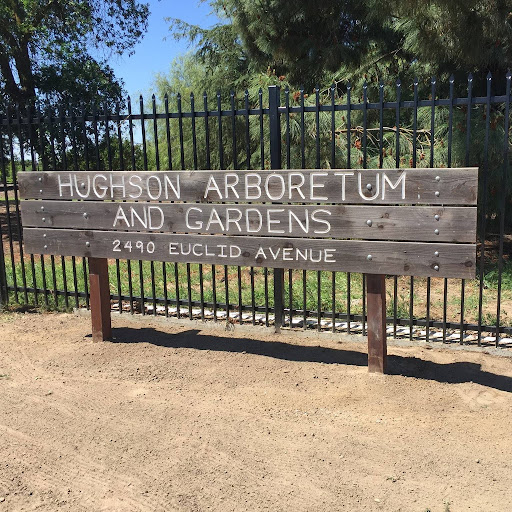 HUGHSON ARBORETUM
AND GARDENS
2490 EUCLID AVENUE